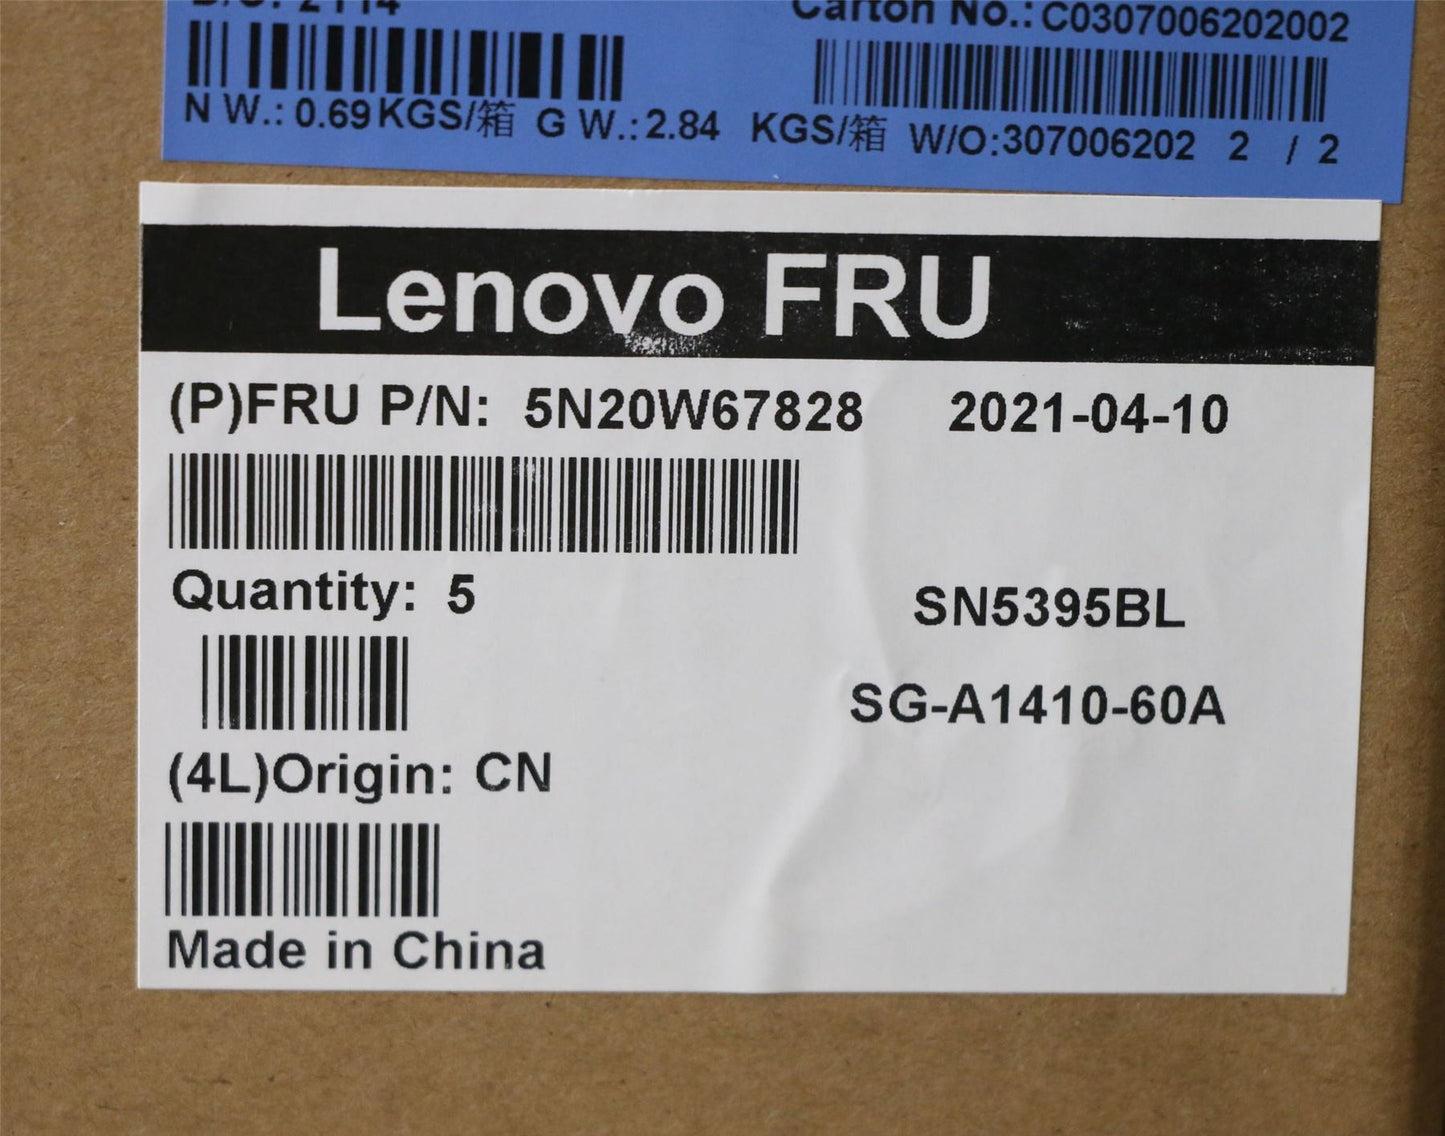 D/C: 2114 Carton No.: C0307006202002
N W.: 0.69 KGS/箱 G W.: 2.84 KGS/箱 W/O:307006202 2 / 2
Lenovo FRU
(P)FRU P/N: 5N20W67828 2021-04-10
Quantity: 5 SN5395BL
SG-A1410-60A
(4L)Origin: CN
Made in China